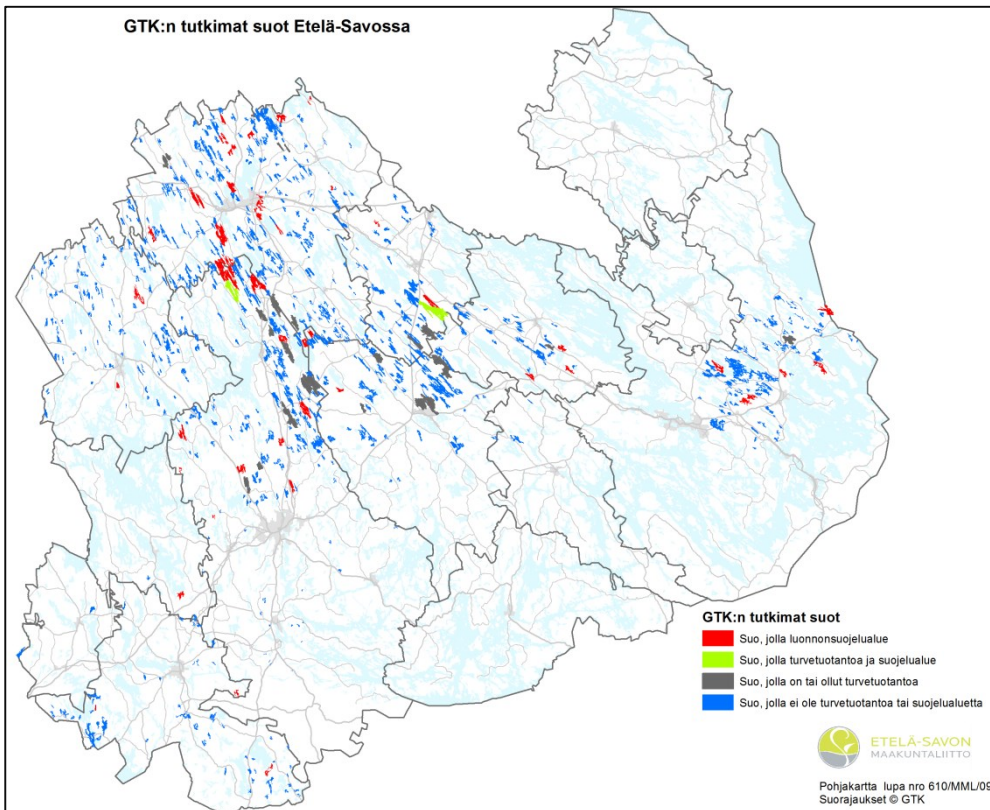 GTK:n tutkimat suot Etelä-Savossa
GTK:n tutkimat suot
Suo, jolla luonnonsuojelualue
Suo, jolla turvetuotantoa ja suojelualue
Suo, jolla on tai ollut turvetuotantoa
Suo, jolla ei ole turvetuotantoa tai suojelualuetta
ETELÄ-SAVON
MAAKUNTALIITTO
Pohjakartta lupa nro 610/MML/09
Suorajaukset © GTK